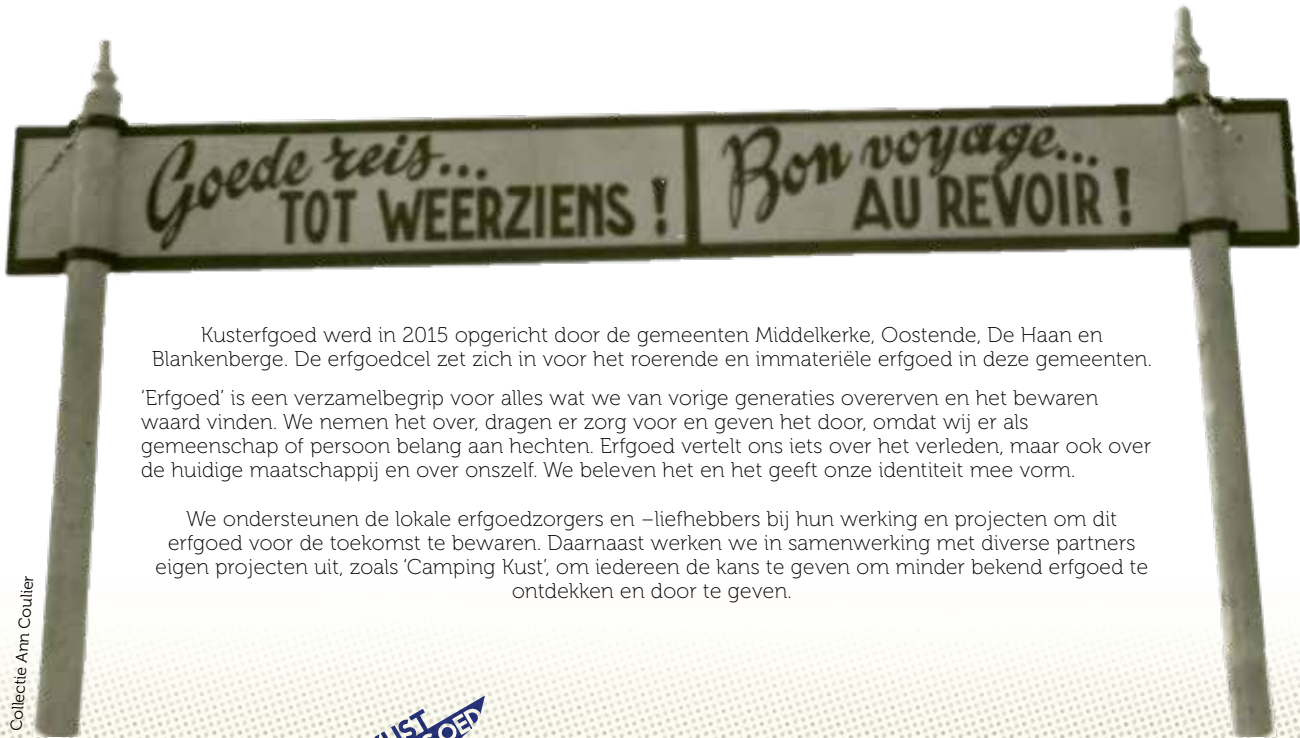 Goede reis...
TOT WEERZIENS !
Bon voyage...
AU REVOIR !
Kusterfgoed werd in 2015 opgericht door de gemeenten Middelkerke, Oostende, De Haan en
Blankenberge. De erfgoedcel zet zich in voor het roerende en immateriële erfgoed in deze gemeenten.
'Erfgoed' is een verzamelbegrip voor alles wat we van vorige generaties overerven en het bewaren
waard vinden. We nemen het over, dragen er zorg voor en geven het door, omdat wij er als
gemeenschap of persoon belang aan hechten. Erfgoed vertelt ons iets over het verleden, maar ook over
de huidige maatschappij en over onszelf. We beleven het en het geeft onze identiteit mee vorm.
We ondersteunen de lokale erfgoedzorgers en –liefhebbers bij hun werking en projecten om dit
erfgoed voor de toekomst te bewaren. Daarnaast werken we in samenwerking met diverse partners
eigen projecten uit, zoals 'Camping Kust', om iedereen de kans te geven om minder bekend erfgoed te
ontdekken en door te geven.
Collectie Ann Coulier